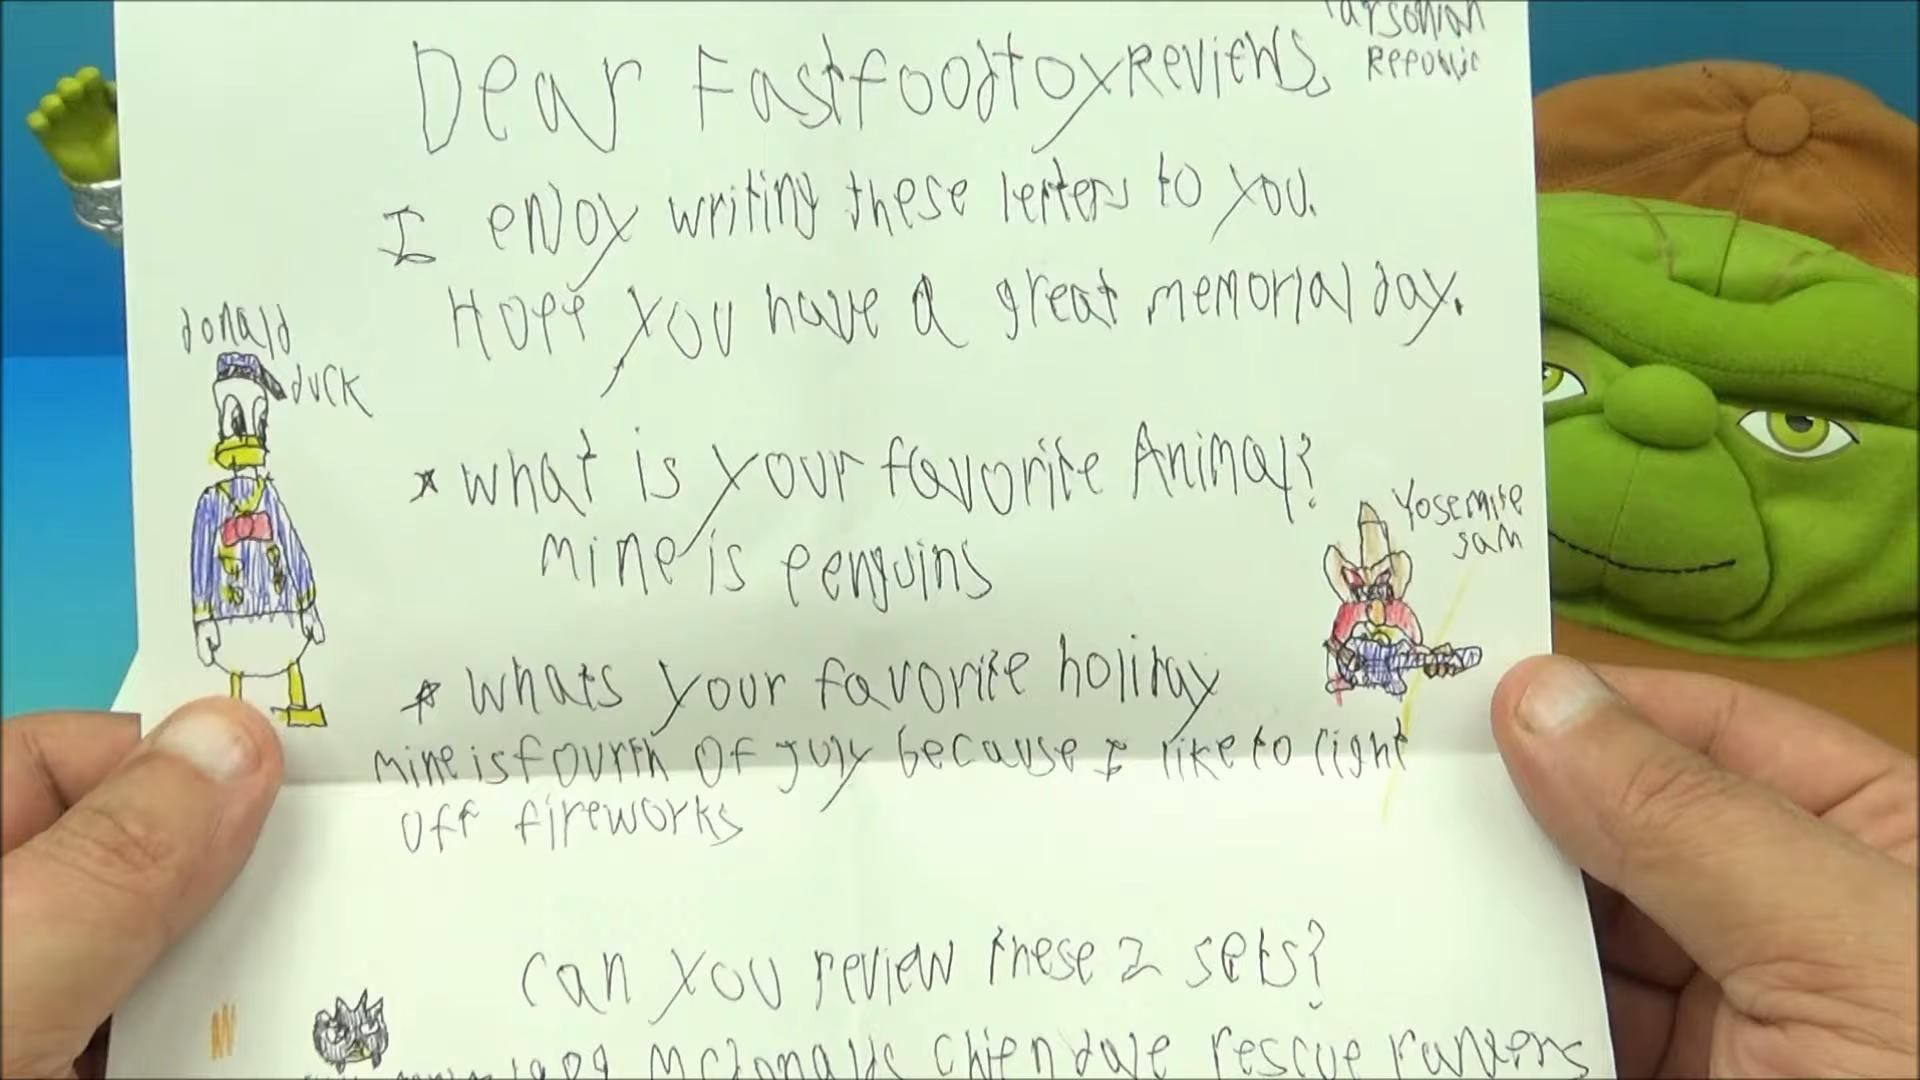 Republic
Dear Fastfoodtoyreviews,
I enjoy writing these letters to you.
Hope you have a great memorial day.
donald
duck
* what is your favorite Animal?
mine is penguins
Yosemite
sam
* whats your favorite holiday
mine is fourth of July because I like to light
off fireworks
can you review these 2 sets?
mcdonalds chien dale rescue rangers